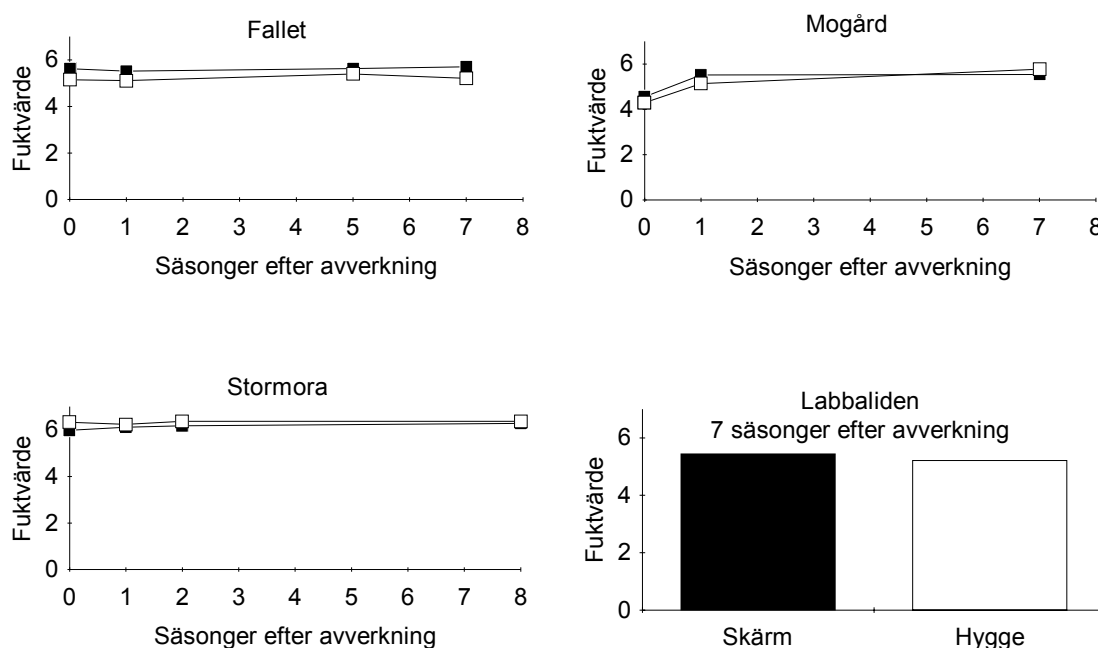 Fallet
Fuktvärde
6
4
2
0
0 1 2 3 4 5 6 7 8
Säsonger efter avverkning
Mogård
Fuktvärde
6
4
2
0
0 1 2 3 4 5 6 7 8
Säsonger efter avverkning
Stormora
Fuktvärde
6
4
2
0
0 1 2 3 4 5 6 7 8
Säsonger efter avverkning
Labbaliden
7 säsonger efter avverkning
Fuktvärde
6
4
2
0
Skärm Hygge